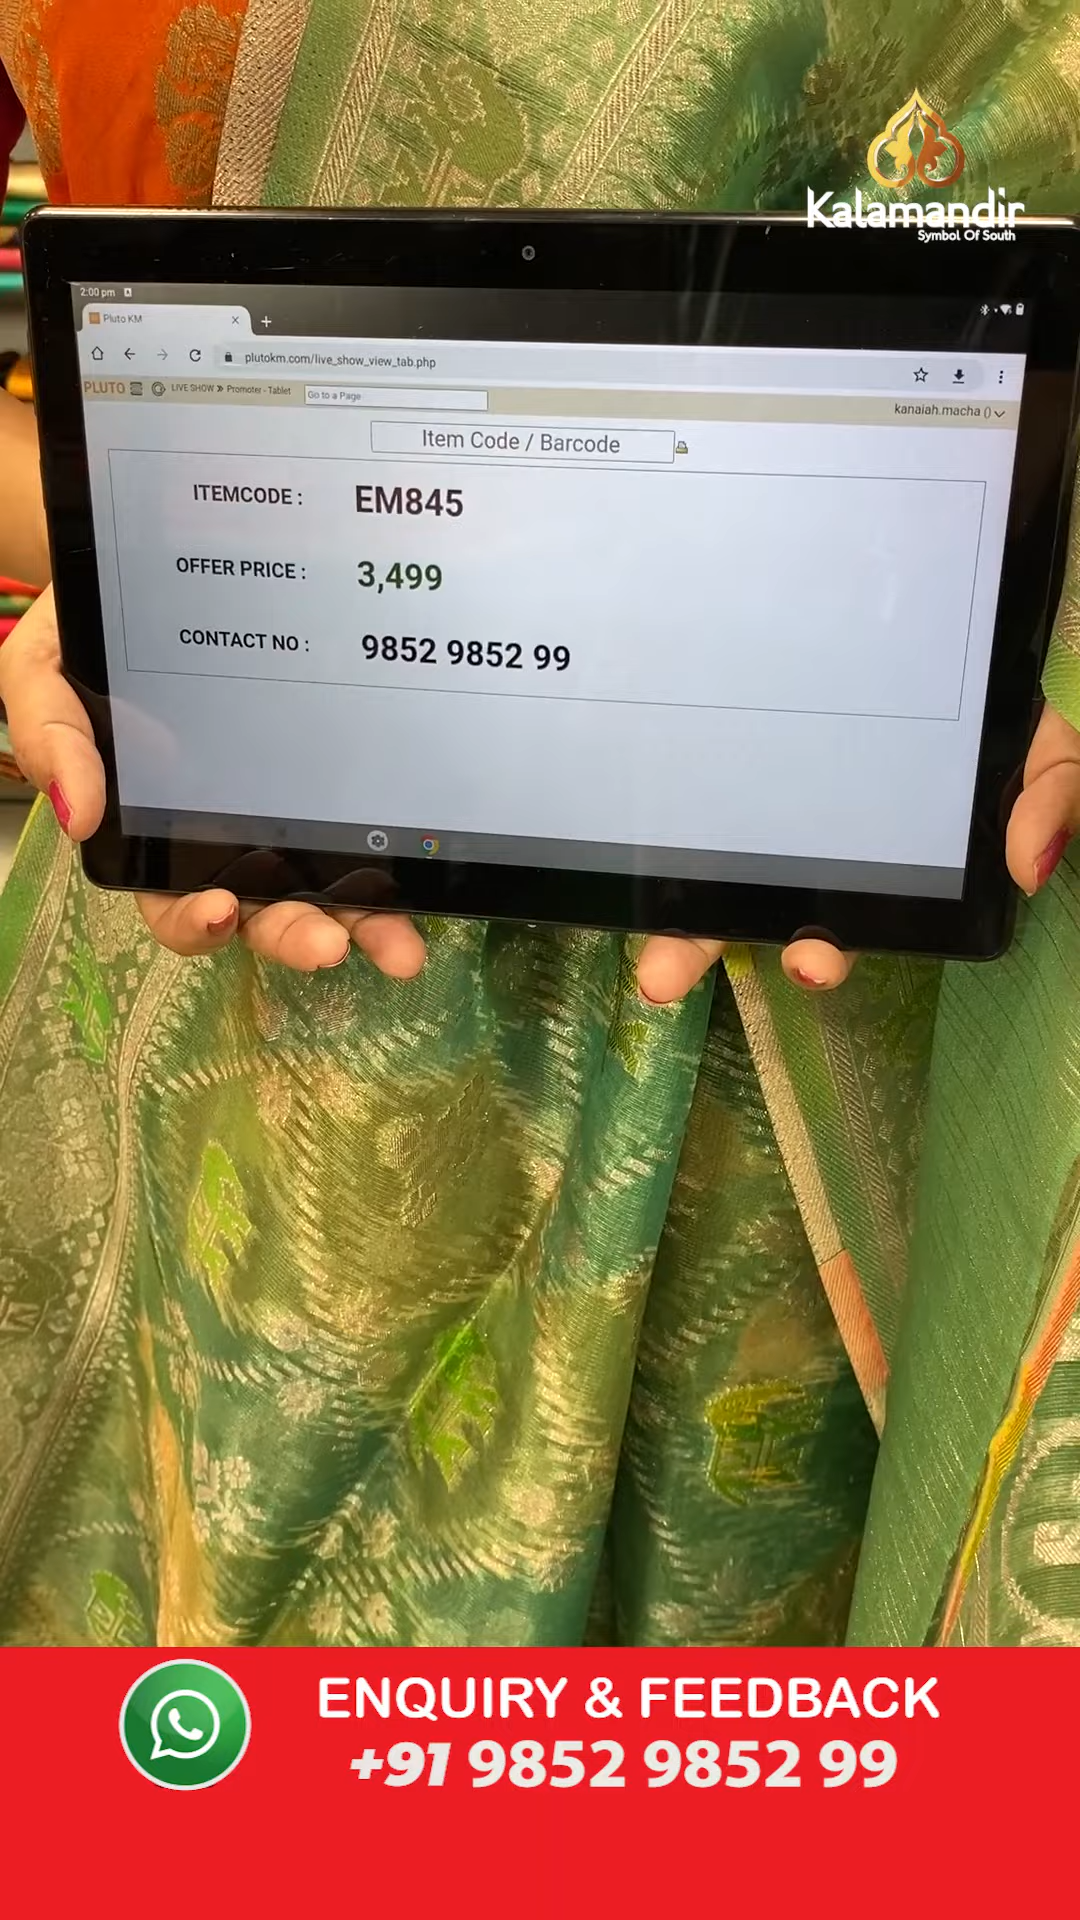 Kalamandir
Symbol Of South
2:00 pm
Pluto KM
plutokm.com/live_show_view_tab.php
PLUTO
LIVE SHOW » Promoter - Tablet
Go to a Page
kanaiah.macha ()
Item Code / Barcode
ITEMCODE : EM845
OFFER PRICE : 3,499
CONTACT NO : 9852 9852 99
ENQUIRY & FEEDBACK
+91 9852 9852 99